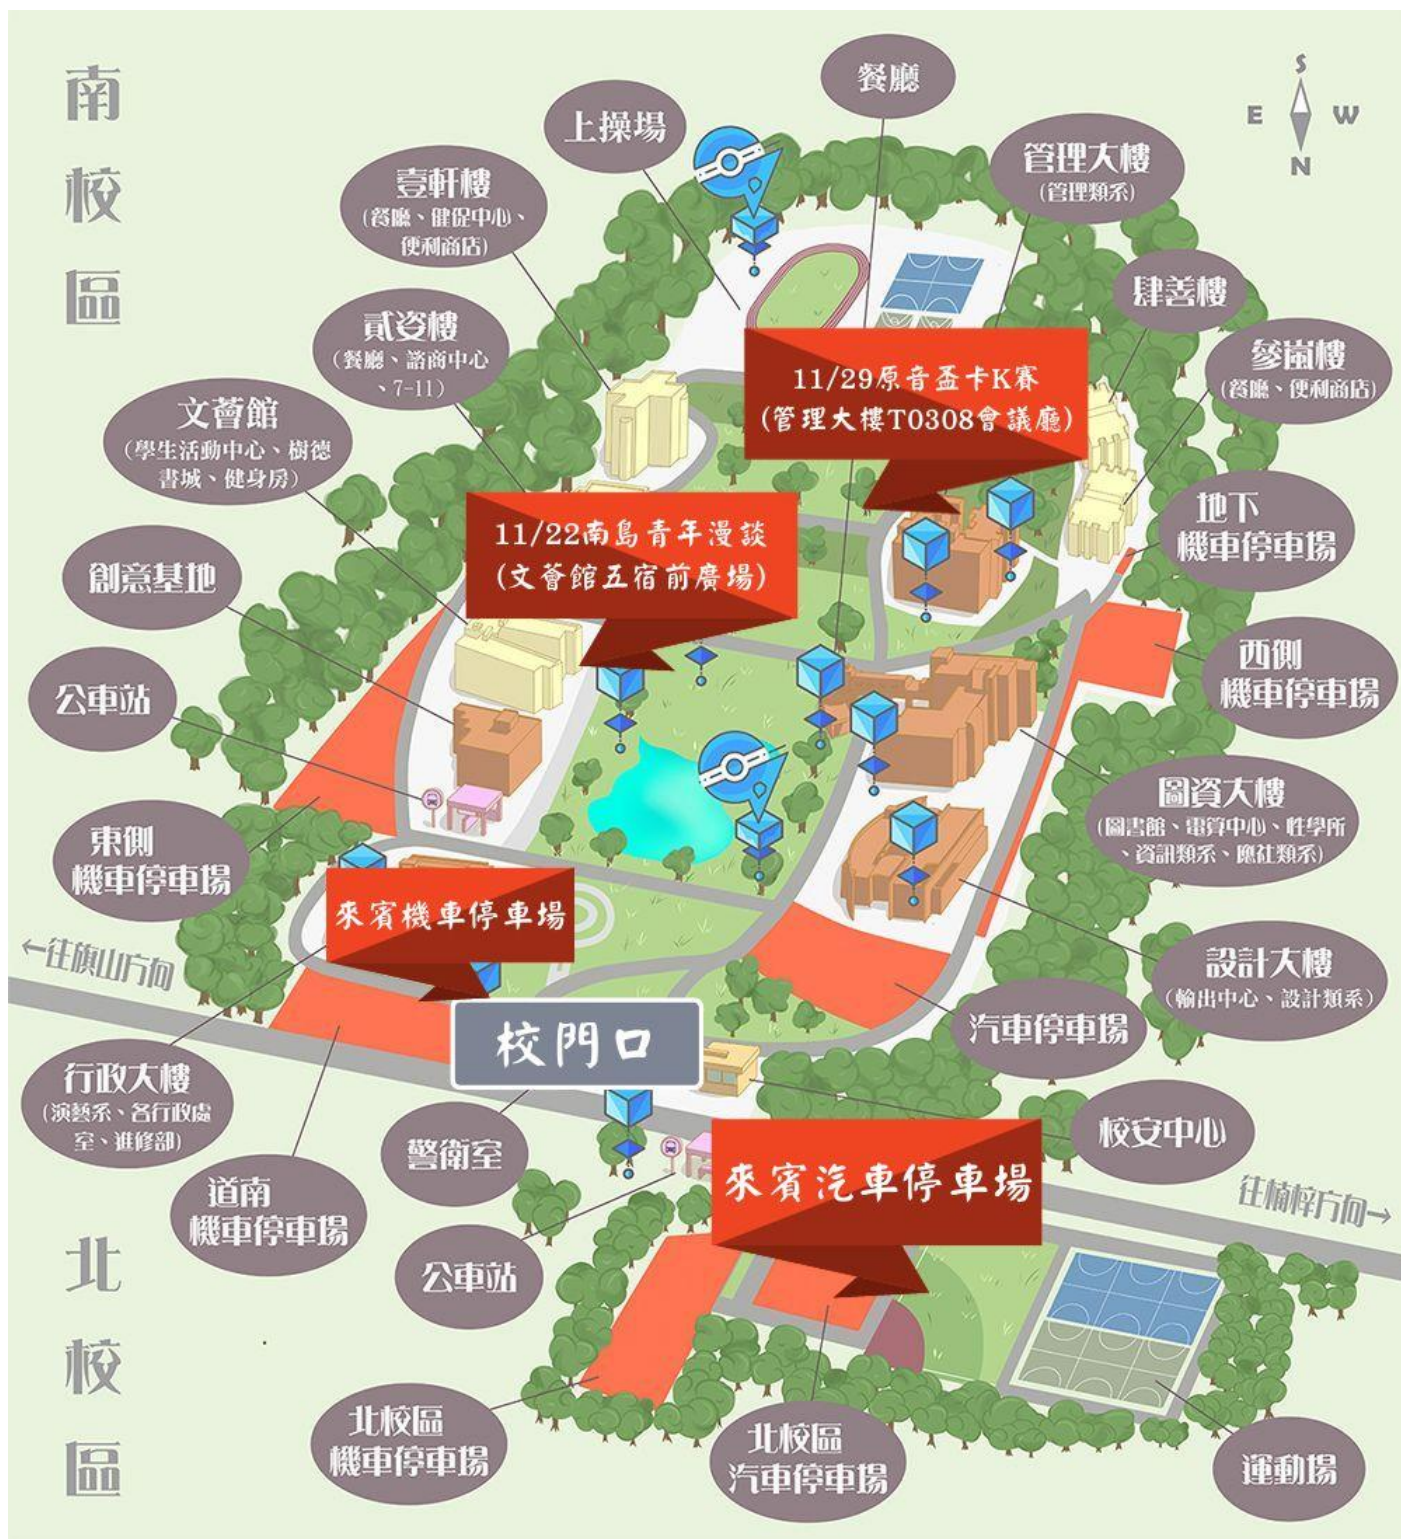 南校區
S
E W
N
餐廳
上操場
管理大樓
(管理類系)
壹軒樓
(餐廳、健促中心、
便利商店)
肆善樓
貳姿樓
(餐廳、諮商中心
、7-11)
參嵐樓
(餐廳、便利商店)
11/29原音盃卡K賽
(管理大樓T0308會議廳)
文薈館
(學生活動中心、樹德
書城、健身房)
地下
機車停車場
11/22南島青年漫談
(文薈館五宿前廣場)
創意基地
西側
機車停車場
公車站
圖資大樓
(圖書館、電算中心、性學所
、資訊類系、應社類系)
東側
機車停車場
來賓機車停車場
←往旗山方向
設計大樓
(輸出中心、設計類系)
汽車停車場
校門口
行政大樓
(演藝系、各行政處
室、進修部)
校安中心
警衛室
道南
機車停車場
來賓汽車停車場
往楠梓方向→
公車站
北校區
北校區
機車停車場
北校區
汽車停車場
運動場